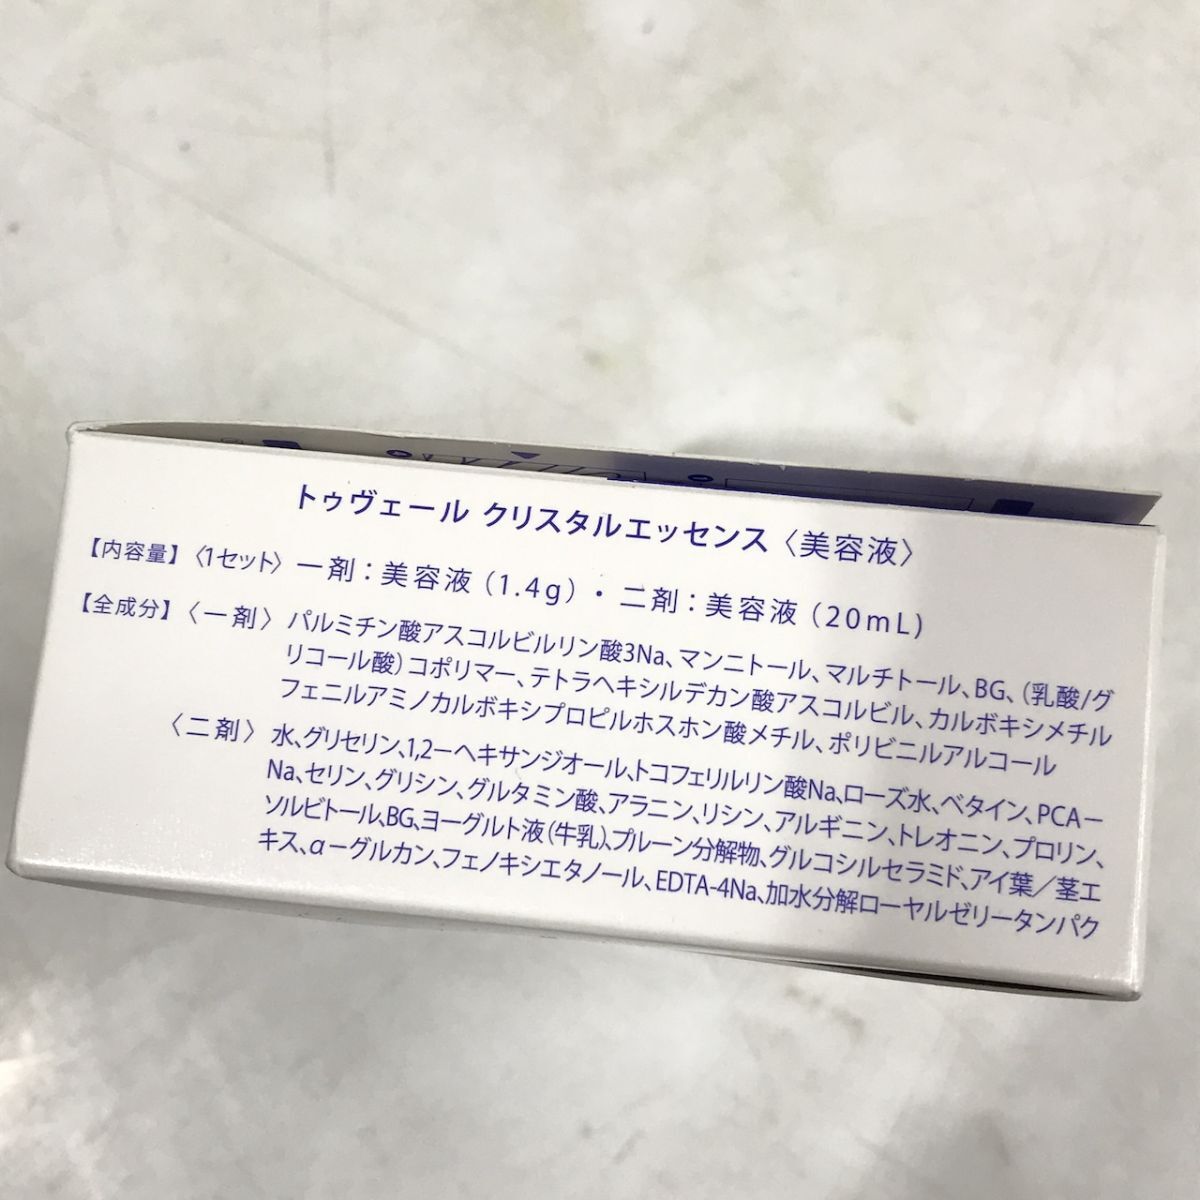 トゥヴェール クリスタルエッセンス〈美容液〉
【内容量】〈1セット〉一剤：美容液（1.4g）・二剤：美容液（20mL）
【全成分】〈一剤〉パルミチン酸アスコルビルリン酸3Na、マンニトール、マルチトール、BG、（乳酸/グ
リコール酸）コポリマー、テトラヘキシルデカン酸アスコルビル、カルボキシメチル
フェニルアミノカルボキシプロピルホスホン酸メチル、ポリビニルアルコール
〈二剤〉水、グリセリン、1,2－ヘキサンジオール、トコフェリルリン酸Na、ローズ水、ベタイン、PCA－
Na、セリン、グリシン、グルタミン酸、アラニン、リシン、アルギニン、トレオニン、プロリン、
ソルビトール、BG、ヨーグルト液（牛乳）、プルーン分解物、グルコシルセラミド、アイ葉／茎エ
キス、α－グルカン、フェノキシエタノール、EDTA-4Na、加水分解ローヤルゼリータンパク